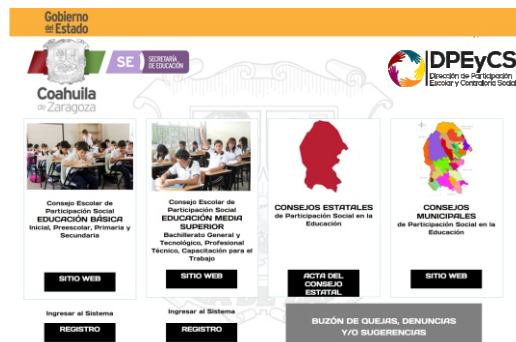 Gobierno
del Estado
SE
SECRETARÍA
DE EDUCACIÓN
Coahuila
de Zaragoza
DPEyCS
Dirección de Participación
Escolar y Contraloría Social
Consejo Escolar de
Participación Social
EDUCACIÓN BÁSICA
Inicial, Preescolar, Primaria y
Secundaria
SITIO WEB
Consejo Escolar de
Participación Social
EDUCACIÓN MEDIA
SUPERIOR
Bachillerato General y
Tecnológico, Profesional
Técnico, Capacitación para el
Trabajo
SITIO WEB
CONSEJOS ESTATALES
de Participación Social en la
Educación
ACTA DEL
CONSEJO
ESTATAL
CONSEJOS
MUNICIPALES
de Participación Social en la
Educación
SITIO WEB
Ingresar al Sistema
REGISTRO
Ingresar al Sistema
REGISTRO
BUZÓN DE QUEJAS, DENUNCIAS
Y/O SUGERENCIAS